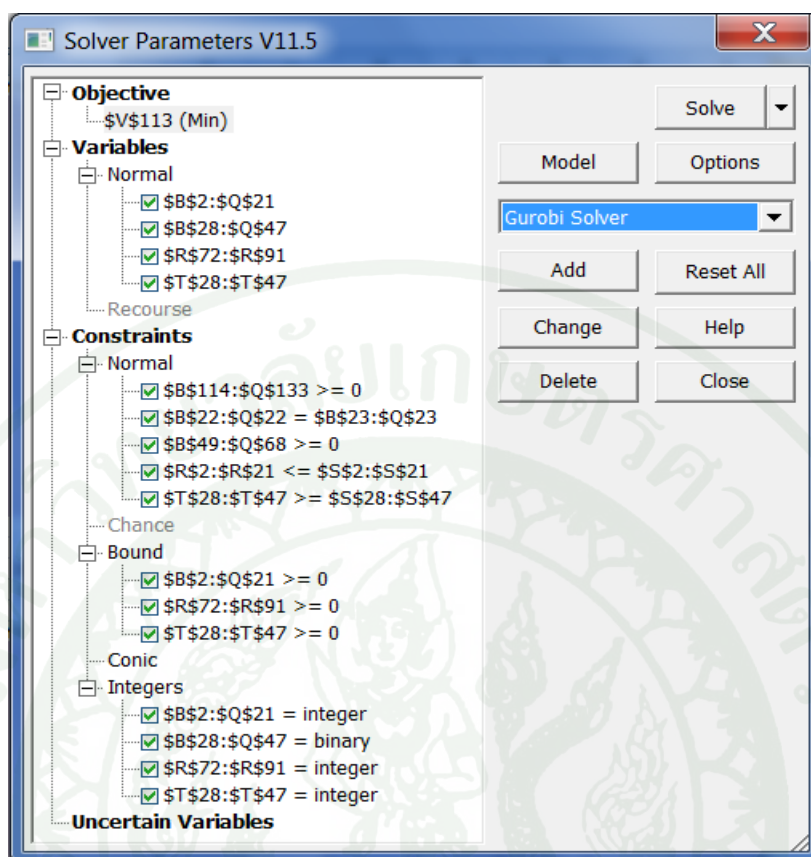 Solver Parameters V11.5
Objective
$V$113 (Min)
Variables
Normal
$B$2:$Q$21
$B$28:$Q$47
$R$72:$R$91
$T$28:$T$47
Recourse
Constraints
Normal
$B$114:$Q$133 >= 0
$B$22:$Q$22 = $B$23:$Q$23
$B$49:$Q$68 >= 0
$R$2:$R$21 <= $S$2:$S$21
$T$28:$T$47 >= $S$28:$S$47
Chance
Bound
$B$2:$Q$21 >= 0
$R$72:$R$91 >= 0
$T$28:$T$47 >= 0
Conic
Integers
$B$2:$Q$21 = integer
$B$28:$Q$47 = binary
$R$72:$R$91 = integer
$T$28:$T$47 = integer
Uncertain Variables
Solve
Model Options
Gurobi Solver
Add Reset All
Change Help
Delete Close